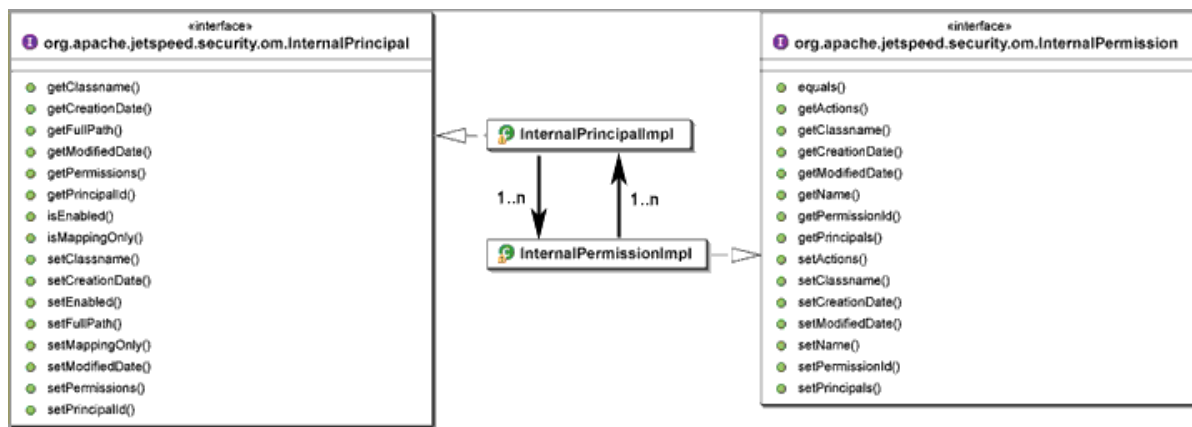 «interface»
org.apache.jetspeed.security.om.InternalPrincipal
getClassname()
getCreationDate()
getFullPath()
getModifiedDate()
getPermissions()
getPrincipalId()
isEnabled()
isMappingOnly()
setClassname()
setCreationDate()
setEnabled()
setFullPath()
setMappingOnly()
setModifiedDate()
setPermissions()
setPrincipalId()
InternalPrincipalImpl
1..n
1..n
InternalPermissionImpl
«interface»
org.apache.jetspeed.security.om.InternalPermission
equals()
getActions()
getClassname()
getCreationDate()
getModifiedDate()
getName()
getPermissionId()
getPrincipals()
setActions()
setClassname()
setCreationDate()
setModifiedDate()
setName()
setPermissionId()
setPrincipals()